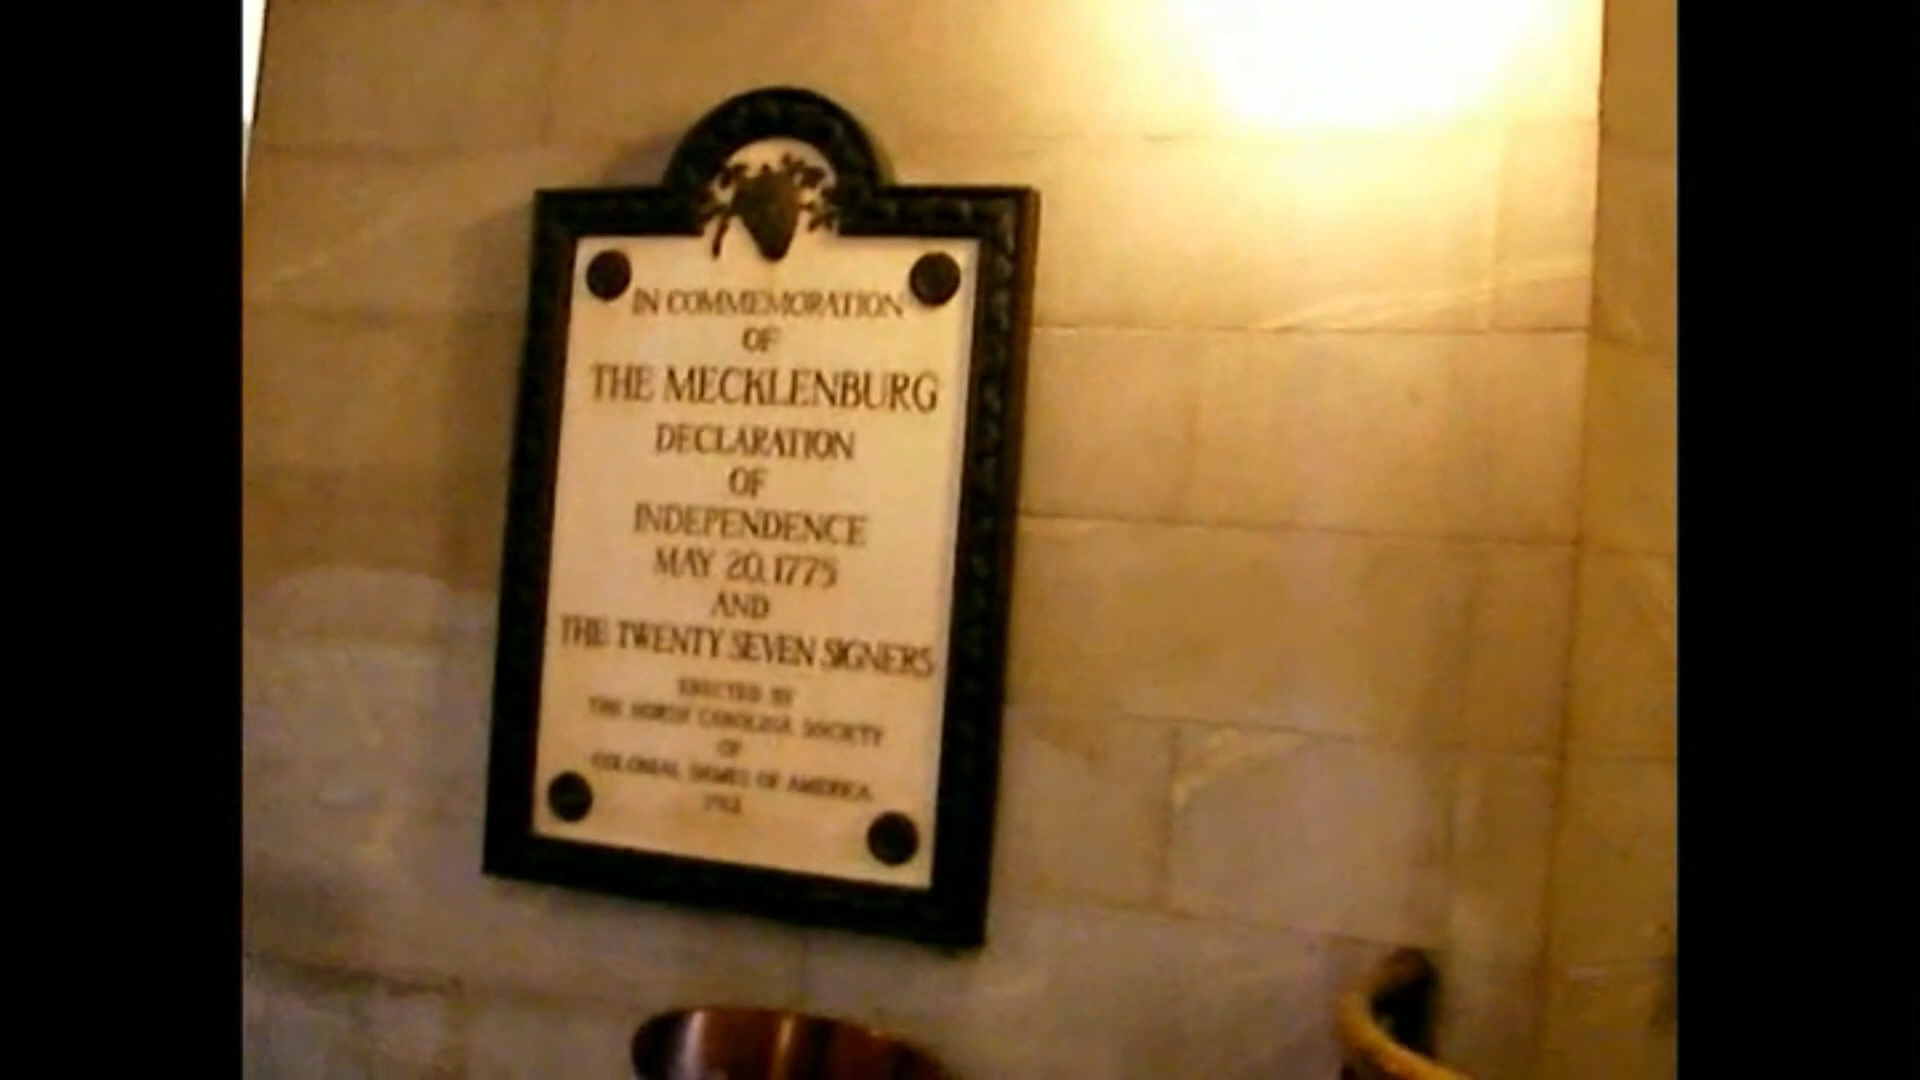 IN COMMEMORATION
OF
THE MECKLENBURG
DECLARATION
OF
INDEPENDENCE
MAY 20, 1775
AND
THE TWENTY SEVEN SIGNERS
ERECTED BY
THE NORTH CAROLINA SOCIETY
OF
COLONIAL DAMES OF AMERICA